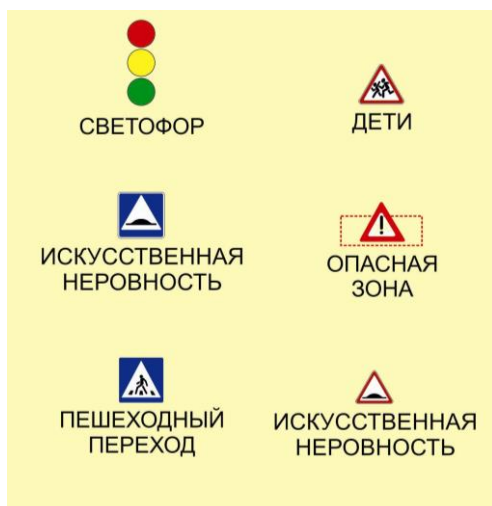 СВЕТОФОР
ДЕТИ
ИСКУССТВЕННАЯ
НЕРОВНОСТЬ
!
ОПАСНАЯ
ЗОНА
ПЕШЕХОДНЫЙ
ПЕРЕХОД
ИСКУССТВЕННАЯ
НЕРОВНОСТЬ